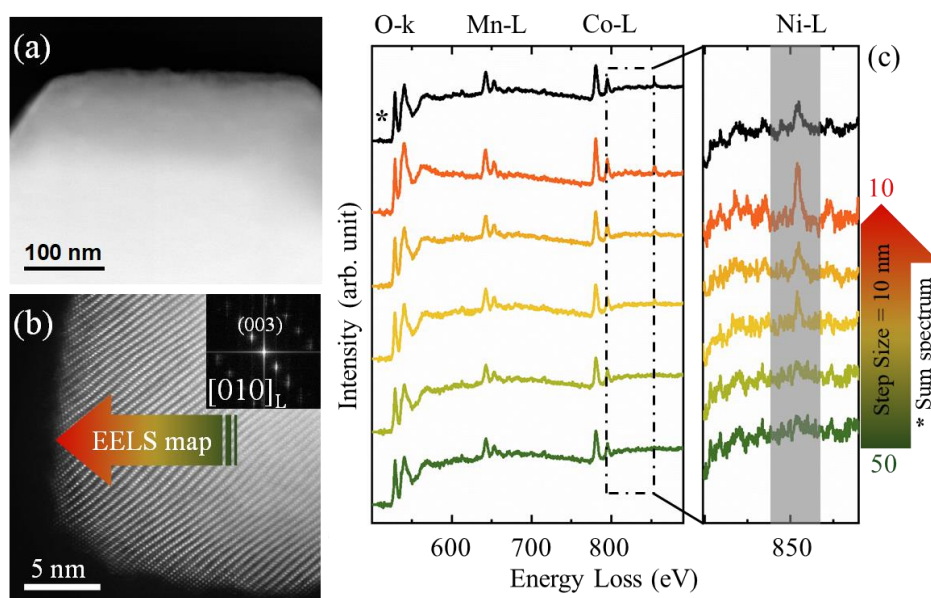 (a)
100 nm
(b)
(003)
[010]L
EELS map
5 nm
O-k
Mn-L
Co-L
Ni-L
(c)
*
Intensity (arb. unit)
600
700
800
850
Energy Loss (eV)
10
Step Size = 10 nm
50
* Sum spectrum